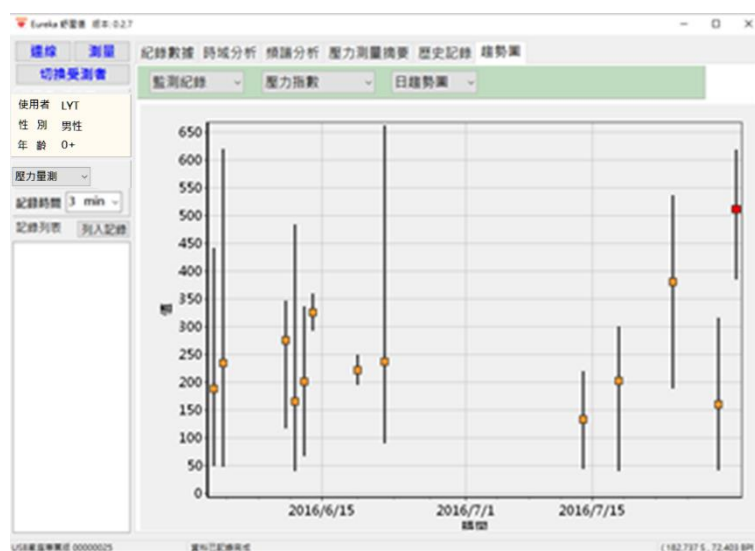 Eureka 舒壓儀 版本: 0.2.7
連線 測量
切換受測者
使用者 LYT
性 別 男性
年 齡 0+
壓力量測
記錄時間 3 min
記錄列表 列入記錄
紀錄數據 時域分析 頻譜分析 壓力測量摘要 歷史記錄 趨勢圖
監測紀錄 壓力指數 日趨勢圖
值
650
600
550
500
450
400
350
300
250
200
150
100
50
0
2016/6/15 2016/7/1 2016/7/15
時間
00000025